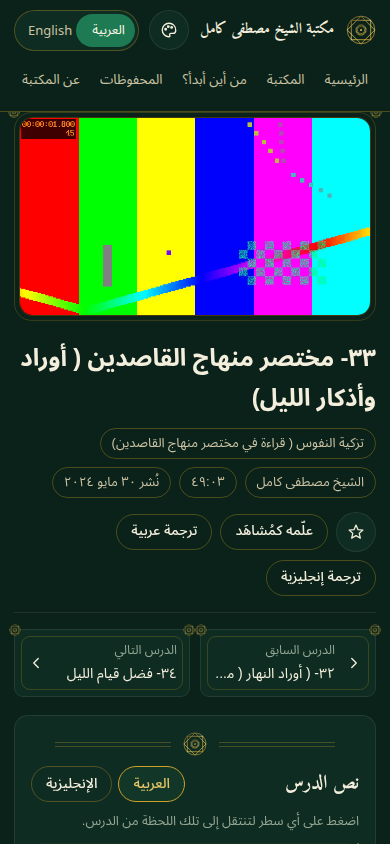 مكتبة الشيخ مصطفى كامل
العربية
English
الرئيسية
المكتبة
من أين أبدأ؟
المحفوظات
عن المكتبة
00:00:01.800
45
٣٣- مختصر منهاج القاصدين ( أوراد
وأذكار الليل)
تزكية النفوس ( قراءة في مختصر منهاج القاصدين)
الشيخ مصطفى كامل
٤٩:٠٣
نُشر ٣٠ مايو ٢٠٢٤
علّمه كمُشاهَد
ترجمة عربية
ترجمة إنجليزية
الدرس السابق
٣٢- ( أوراد النهار ( م...
الدرس التالي
٣٤- فضل قيام الليل
نص الدرس
العربية
الإنجليزية
اضغط على أي سطر لتنتقل إلى تلك اللحظة من الدرس.